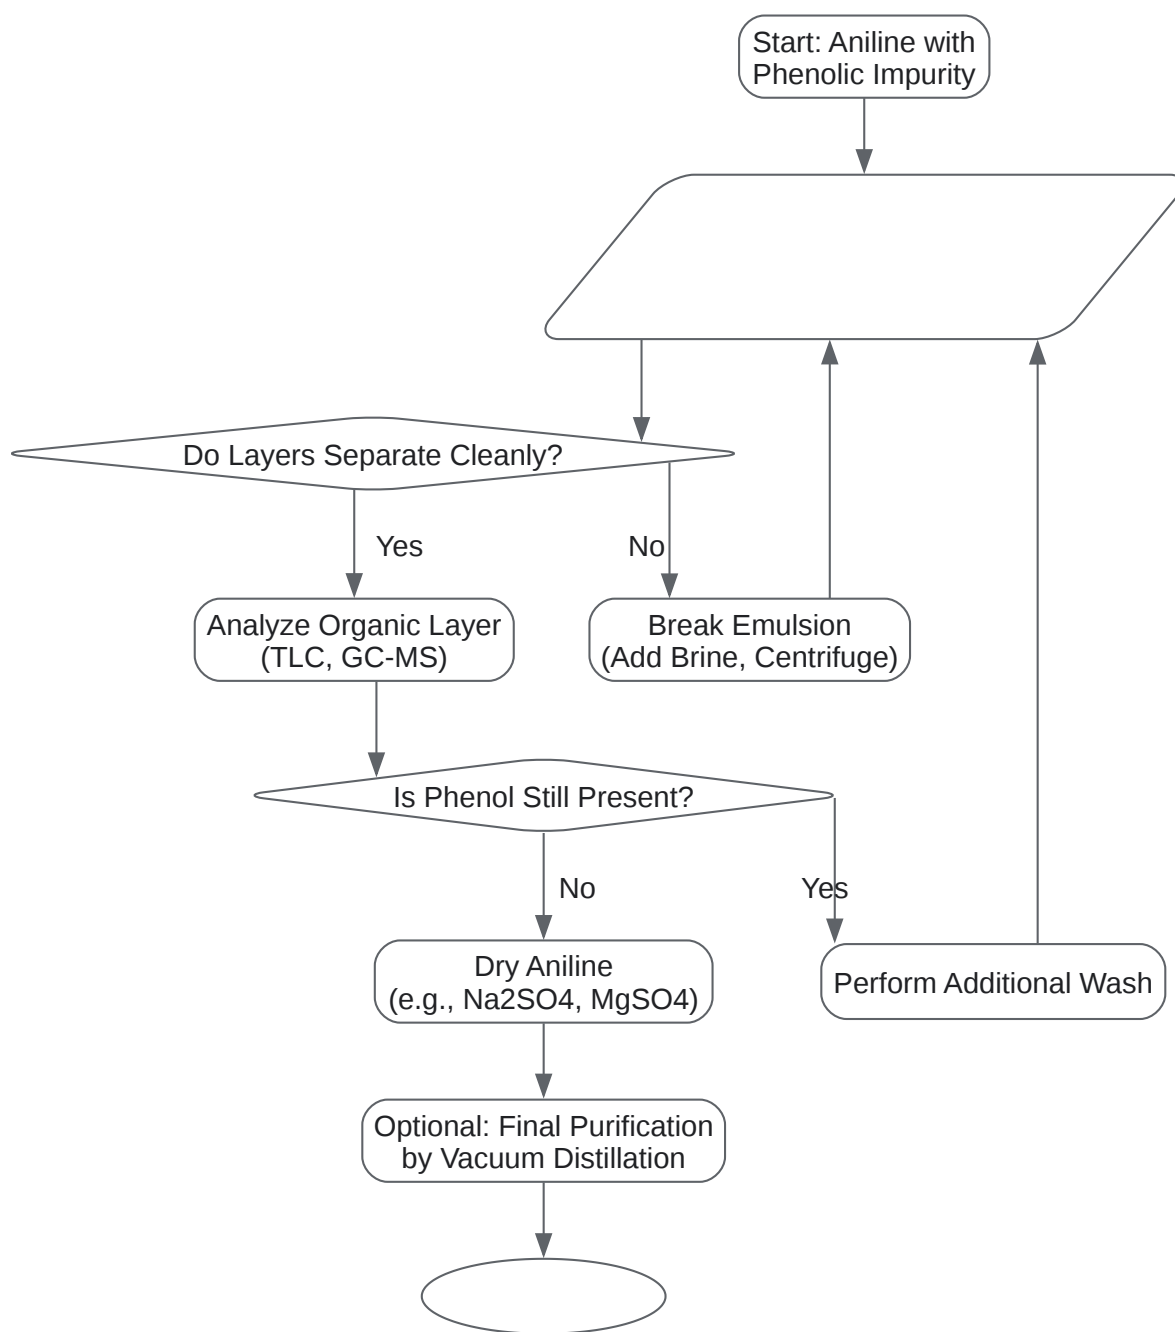 Start: Aniline with
Phenolic Impurity
Do Layers Separate Cleanly?
Yes
No
Analyze Organic Layer
(TLC, GC-MS)
Break Emulsion
(Add Brine, Centrifuge)
Is Phenol Still Present?
No
Yes
Dry Aniline
(e.g., Na2SO4, MgSO4)
Perform Additional Wash
Optional: Final Purification
by Vacuum Distillation